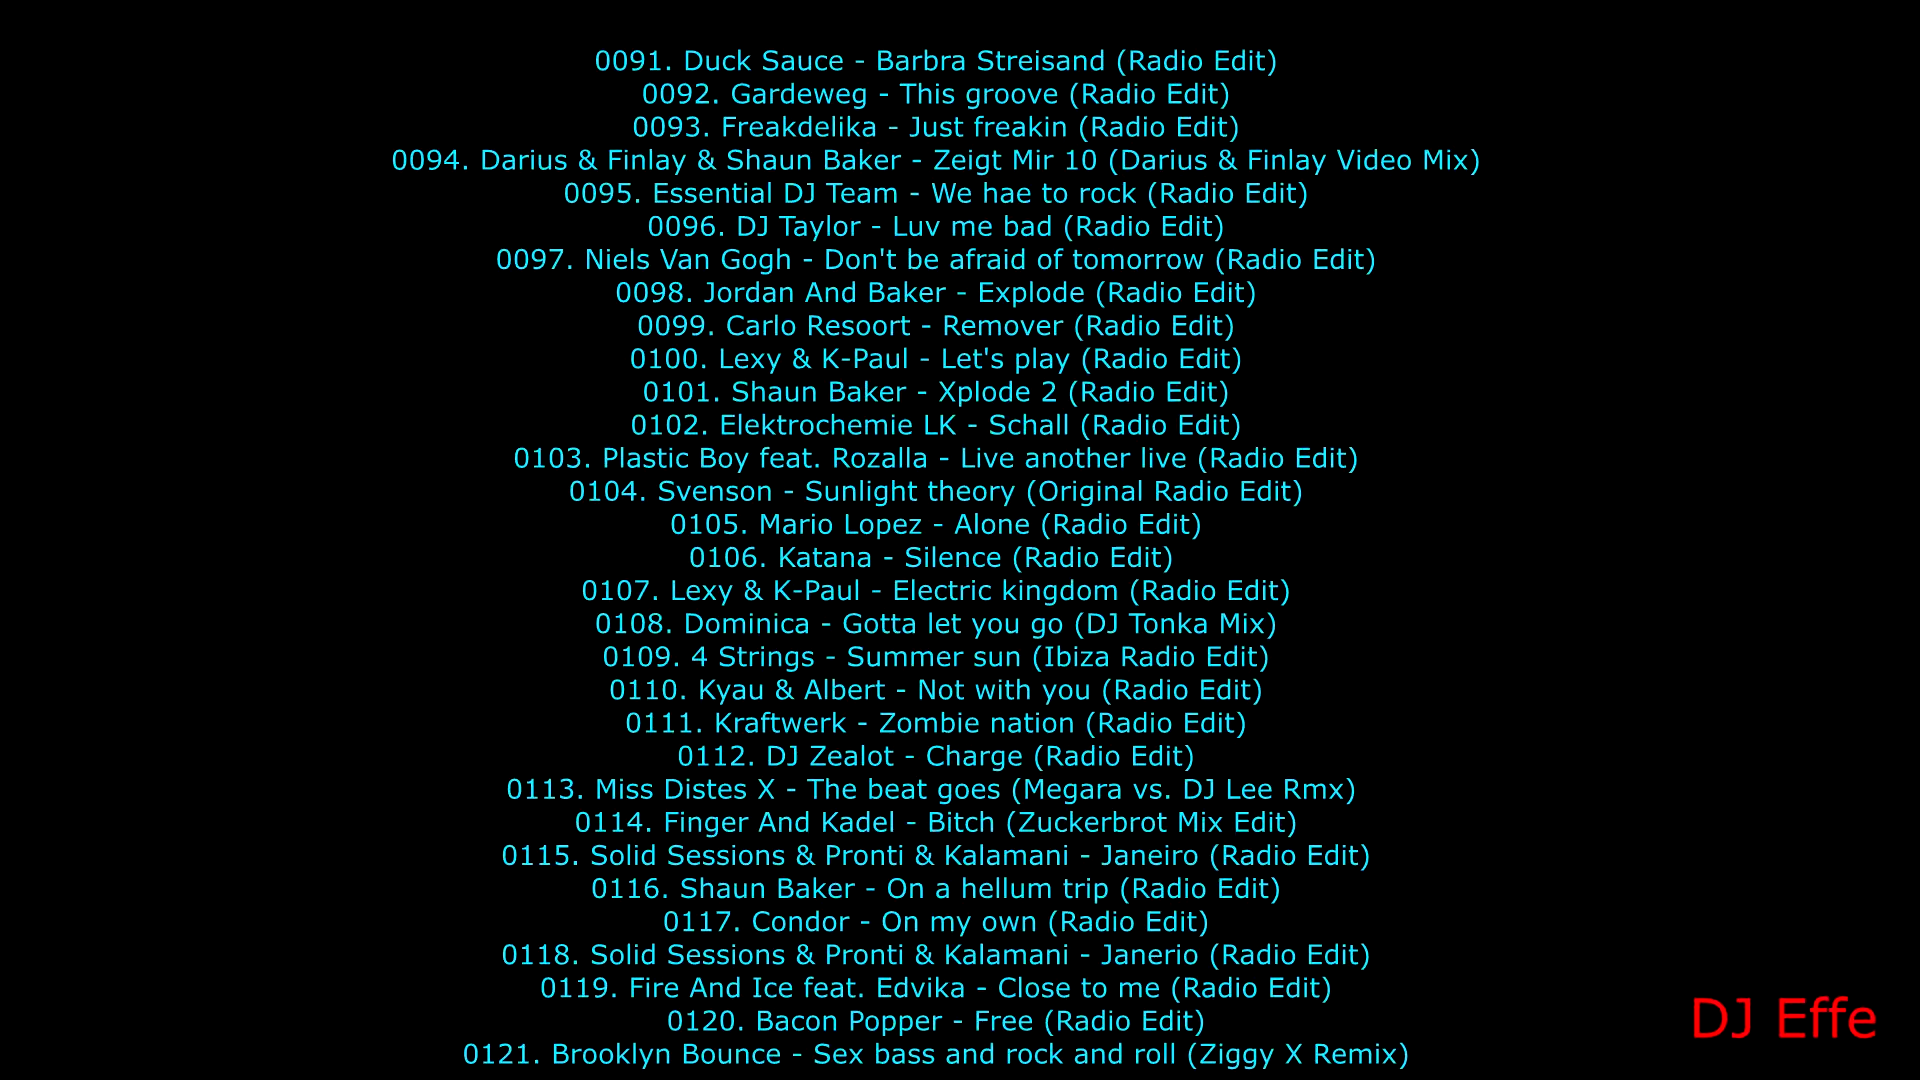 0091. Duck Sauce - Barbra Streisand (Radio Edit)
0092. Gardeweg - This groove (Radio Edit)
0093. Freakdelika - Just freakin (Radio Edit)
0094. Darius & Finlay & Shaun Baker - Zeigt Mir 10 (Darius & Finlay Video Mix)
0095. Essential DJ Team - We hae to rock (Radio Edit)
0096. DJ Taylor - Luv me bad (Radio Edit)
0097. Niels Van Gogh - Don't be afraid of tomorrow (Radio Edit)
0098. Jordan And Baker - Explode (Radio Edit)
0099. Carlo Resoort - Remover (Radio Edit)
0100. Lexy & K-Paul - Let's play (Radio Edit)
0101. Shaun Baker - Xplode 2 (Radio Edit)
0102. Elektrochemie LK - Schall (Radio Edit)
0103. Plastic Boy feat. Rozalla - Live another live (Radio Edit)
0104. Svenson - Sunlight theory (Original Radio Edit)
0105. Mario Lopez - Alone (Radio Edit)
0106. Katana - Silence (Radio Edit)
0107. Lexy & K-Paul - Electric kingdom (Radio Edit)
0108. Dominica - Gotta let you go (DJ Tonka Mix)
0109. 4 Strings - Summer sun (Ibiza Radio Edit)
0110. Kyau & Albert - Not with you (Radio Edit)
0111. Kraftwerk - Zombie nation (Radio Edit)
0112. DJ Zealot - Charge (Radio Edit)
0113. Miss Distes X - The beat goes (Megara vs. DJ Lee Rmx)
0114. Finger And Kadel - Bitch (Zuckerbrot Mix Edit)
0115. Solid Sessions & Pronti & Kalamani - Janeiro (Radio Edit)
0116. Shaun Baker - On a hellum trip (Radio Edit)
0117. Condor - On my own (Radio Edit)
0118. Solid Sessions & Pronti & Kalamani - Janerio (Radio Edit)
0119. Fire And Ice feat. Edvika - Close to me (Radio Edit)
0120. Bacon Popper - Free (Radio Edit)
0121. Brooklyn Bounce - Sex bass and rock and roll (Ziggy X Remix)
DJ Effe